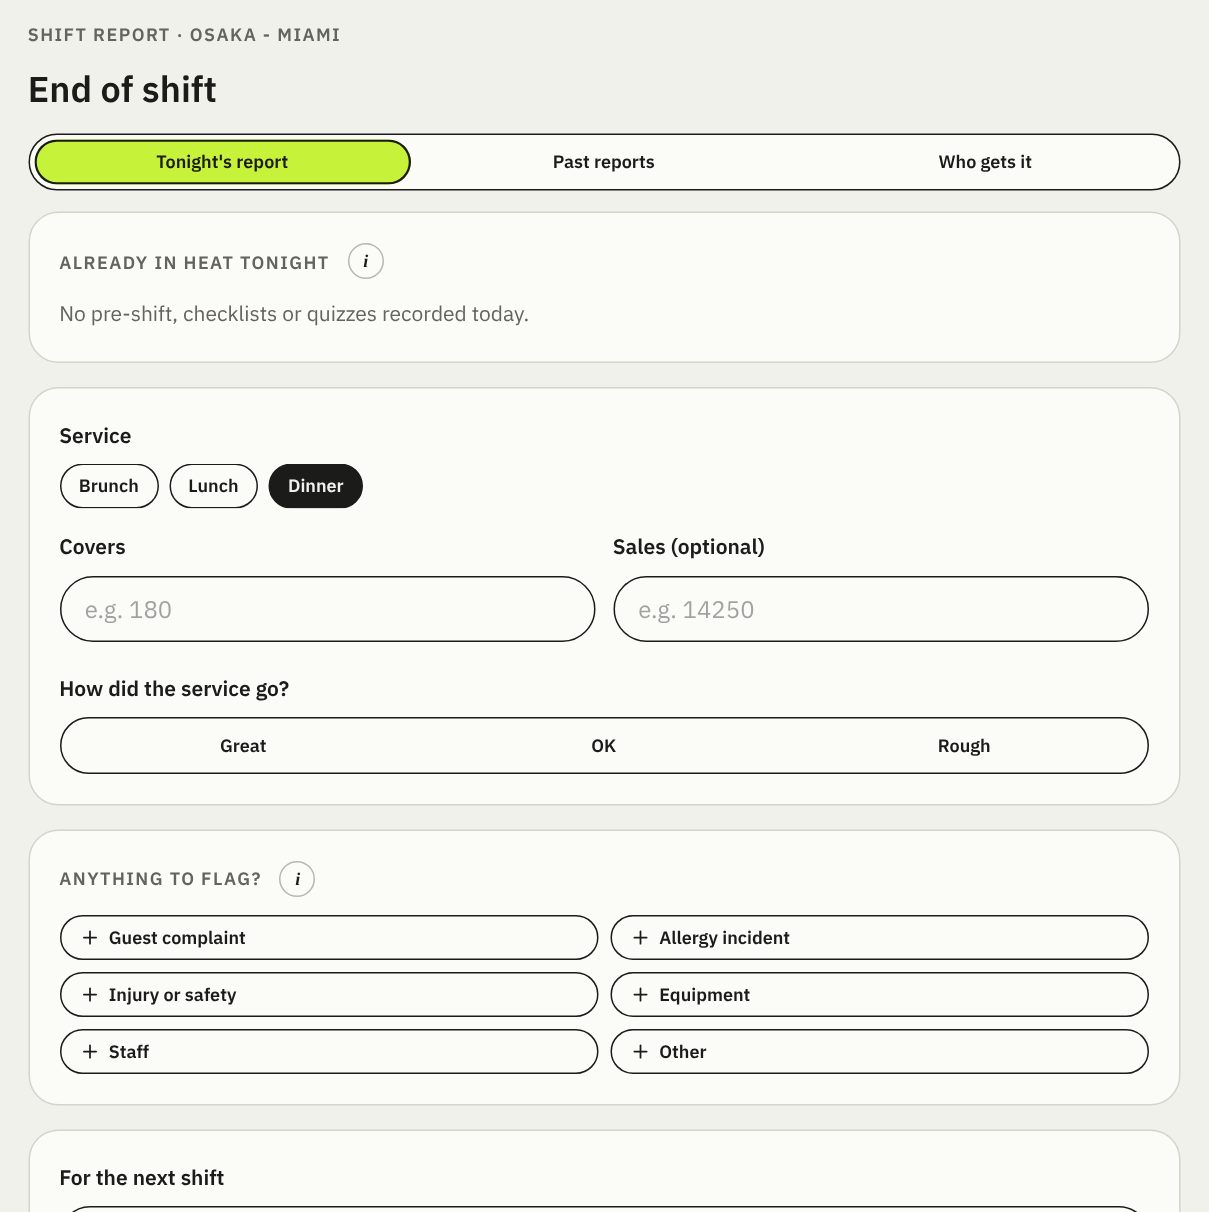 SHIFT REPORT · OSAKA - MIAMI
End of shift
Tonight's report
Past reports
Who gets it
ALREADY IN HEAT TONIGHT i
No pre-shift, checklists or quizzes recorded today.
Service
Brunch
Lunch
Dinner
Covers
Sales (optional)
e.g. 180
e.g. 14250
How did the service go?
Great
OK
Rough
ANYTHING TO FLAG? i
+ Guest complaint
+ Allergy incident
+ Injury or safety
+ Equipment
+ Staff
+ Other
For the next shift